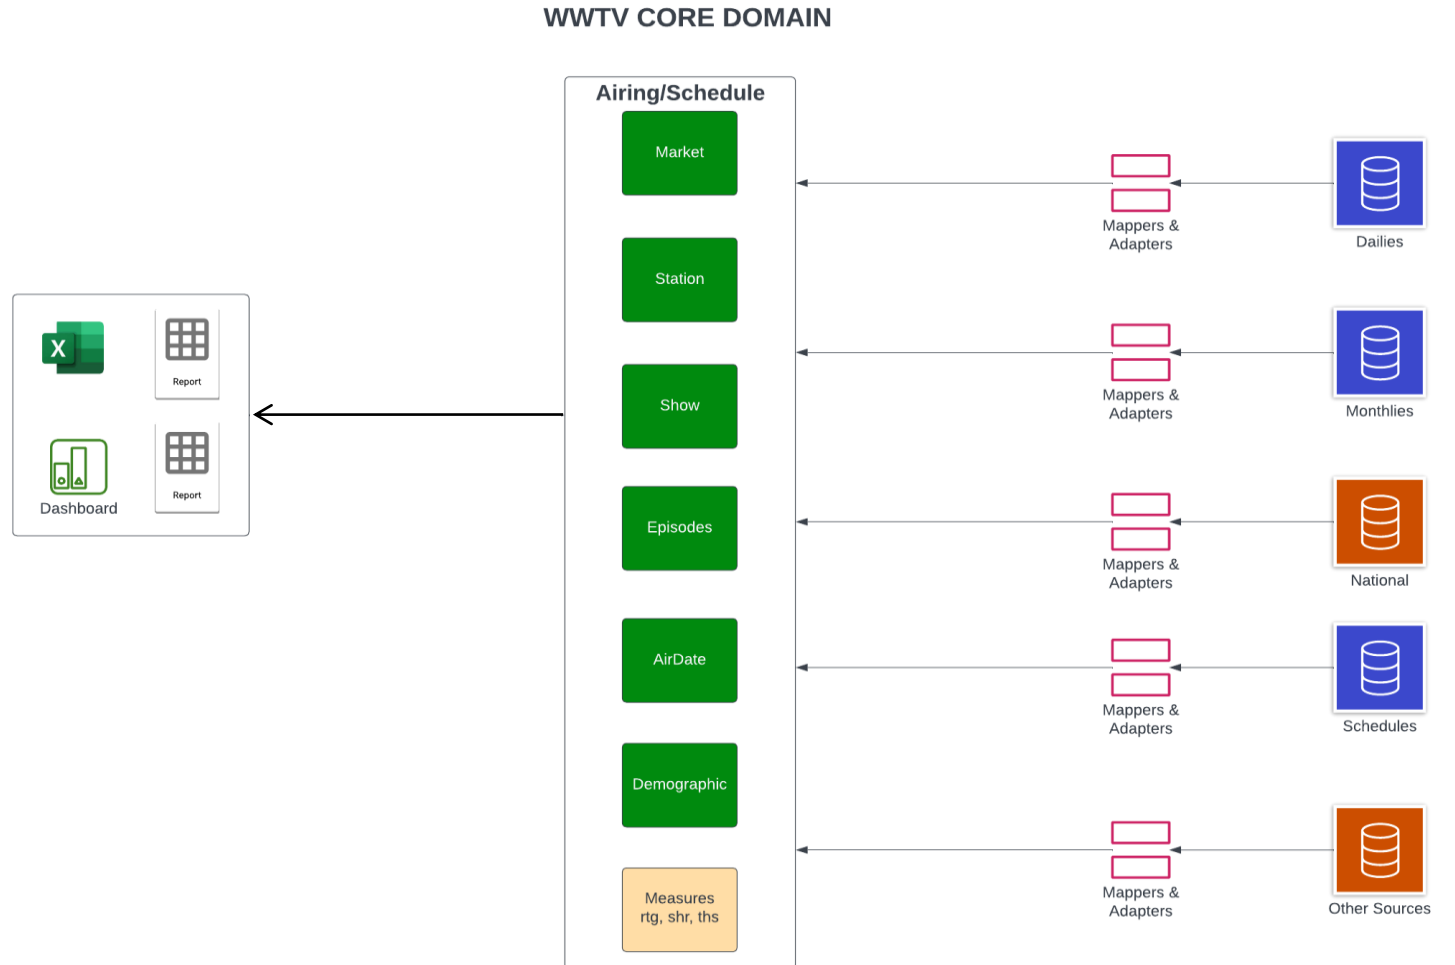 WWTV CORE DOMAIN
Airing/Schedule
Market
Station
Show
Episodes
AirDate
Demographic
Measures
rtg, shr, ths
X
Report
Report
Dashboard
Mappers &
Adapters
Dailies
Mappers &
Adapters
Monthlies
Mappers &
Adapters
National
Mappers &
Adapters
Schedules
Mappers &
Adapters
Other Sources